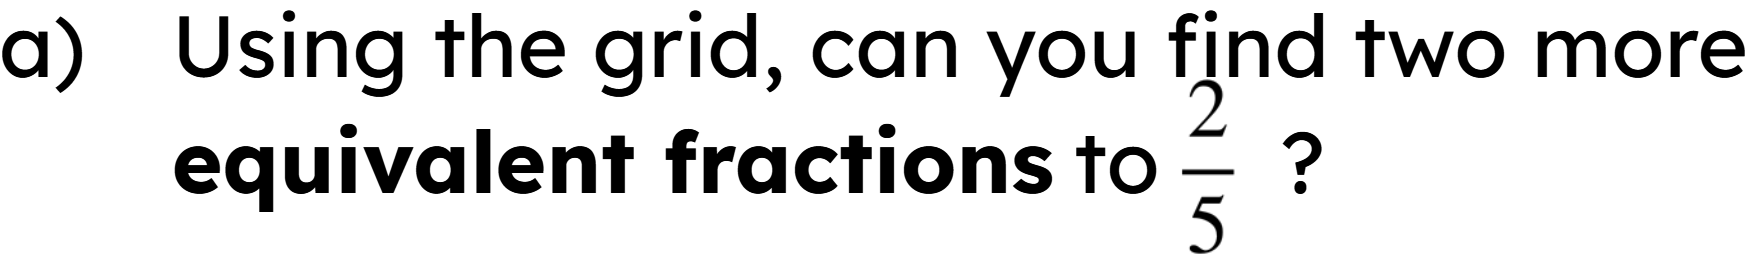 a) Using the grid, can you find two more
equivalent fractions to 2/5 ?